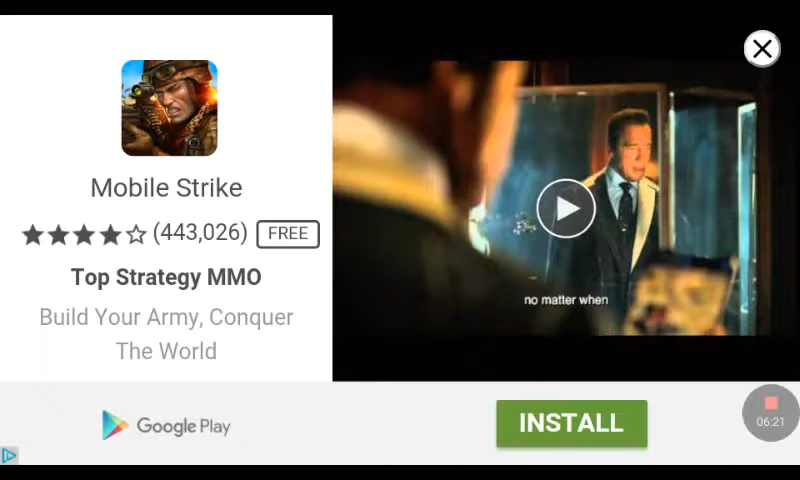 Mobile Strike
(443,026) FREE
Top Strategy MMO
Build Your Army, Conquer
The World
no matter when
Google Play
INSTALL
06:21